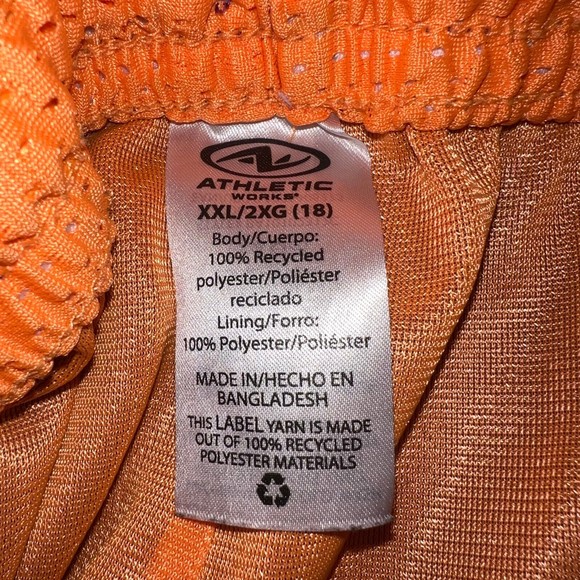 ATHLETIC
WORKS®
XXL/2XG (18)
Body/Cuerpo:
100% Recycled
polyester/Poliéster
reciclado
Lining/Forro:
100% Polyester/Poliéster
MADE IN/HECHO EN
BANGLADESH
THIS LABEL YARN IS MADE
OUT OF 100% RECYCLED
POLYESTER MATERIALS